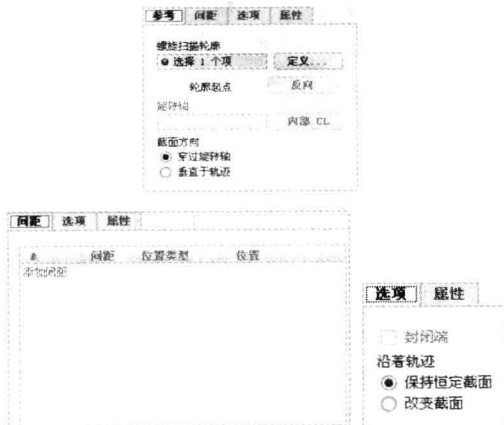 参考 间距 选项 属性
螺旋扫描轮廓
选择 1 个项 定义...
轮廓起点 反向
旋转轴
内部 CL
截面方向
穿过旋转轴
垂直于轨迹
间距 选项 属性
# 间距 位置类型 位置
添加间距
选项 属性
封闭端
沿着轨迹
保持恒定截面
改变截面